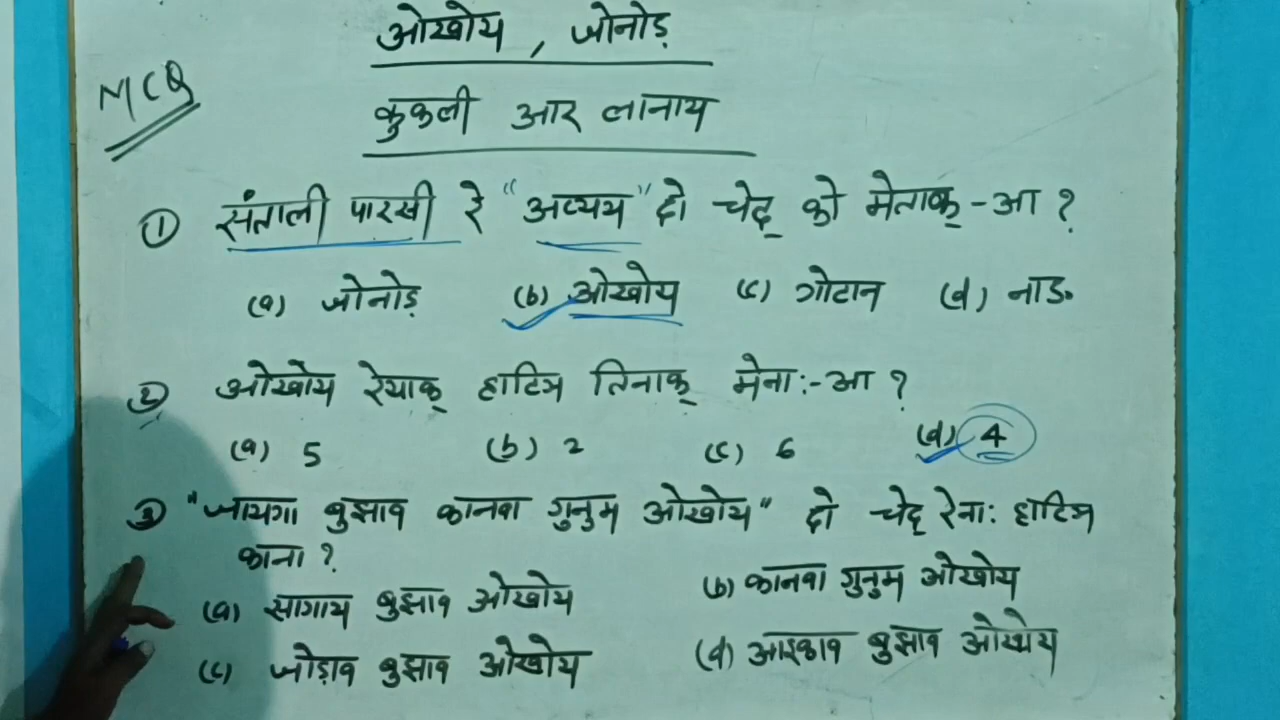 ओखोय , जोनोड़
MCQ
कुकली आर लानाय
① संताली पारसी रे "अव्यय" दो चेद् को मेताक्-आ ?
(a) जोनोड़ (b) ओखोय (c) गोटान (d) नाड॰
② ओखोय रेयाक् हाटिञ तिनाक् मेना:-आ ?
(a) 5 (b) 2 (c) 6 (d) 4
③ "जायगा बुझाव कानवा गुनुम ओखोय" दो चेद् रेना: हाटिञ
काना ?
(a) सागाय बुझाव ओखोय (b) कानवा गुनुम ओखोय
(c) जोड़ाव बुझाव ओखोय (d) आइकाव बुझाव ओखोय